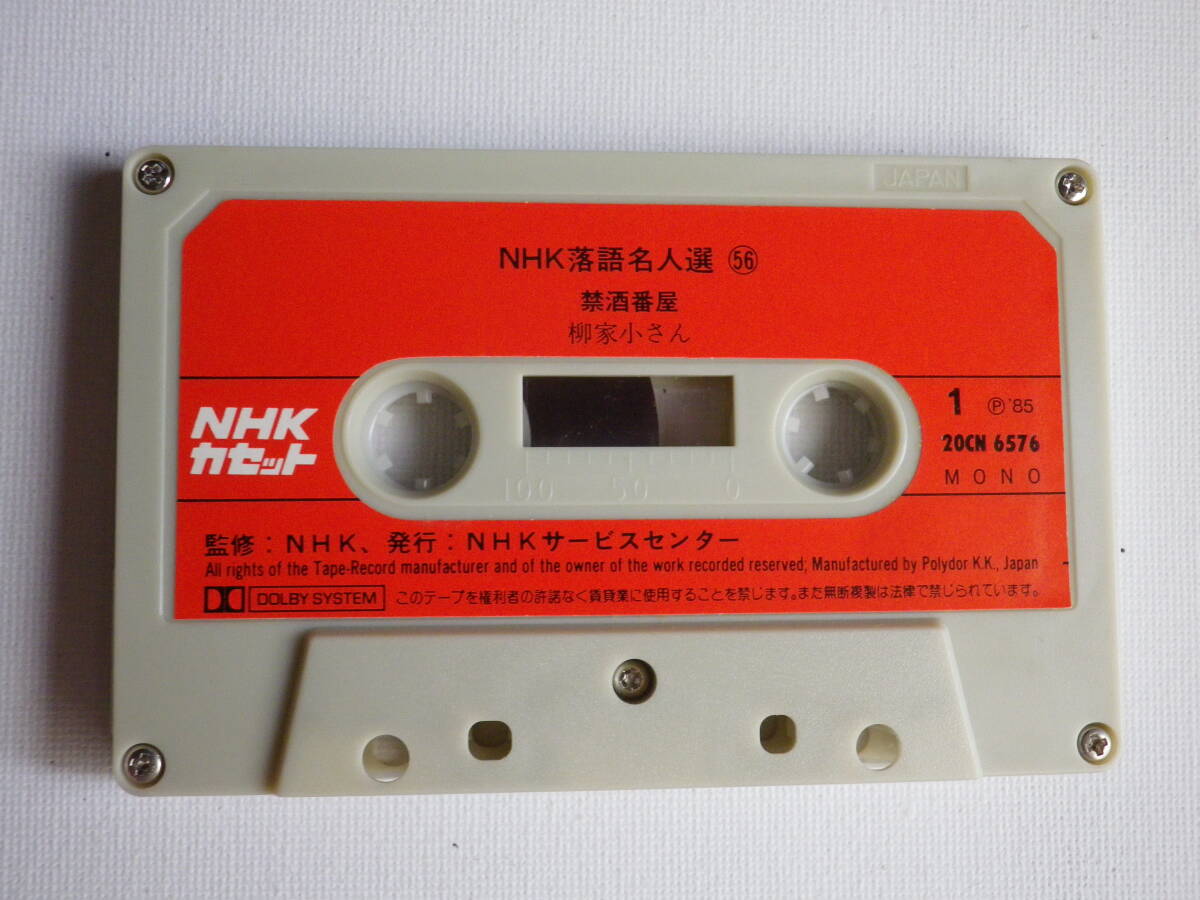 JAPAN
NHK落語名人選 ㊺
禁酒番屋
柳家小さん
NHK
カセット
1 Ⓟ'85
20CN 6576
MONO
100 50 0
監修:NHK、発行:NHKサービスセンター
All rights of the Tape-Record manufacturer and of the owner of the work recorded reserved; Manufactured by Polydor K.K., Japan
DOLBY SYSTEM このテープを権利者の許諾なく賃貸業に使用することを禁じます。また無断複製は法律で禁じられています。